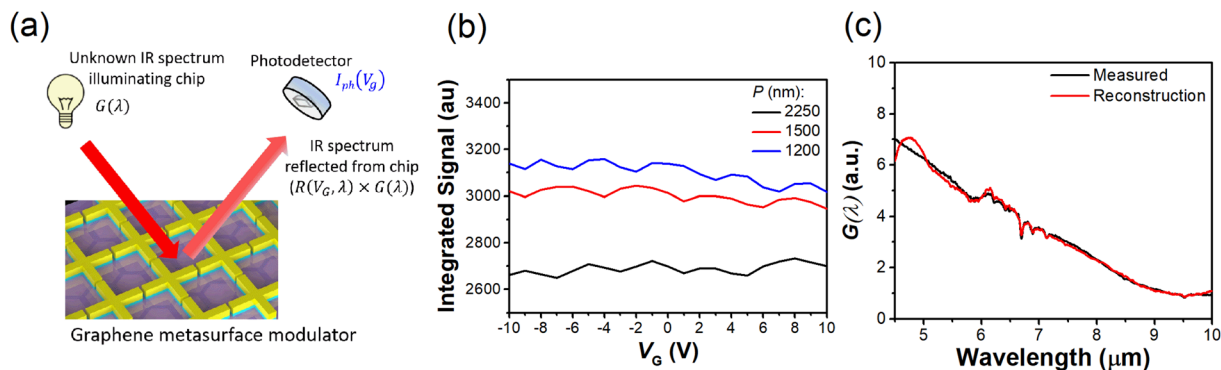 (a)
Unknown IR spectrum
illuminating chip
G(λ)
Photodetector
I_ph(V_g)
IR spectrum
reflected from chip
(R(V_G, λ) × G(λ))
Graphene metasurface modulator
(b)
Integrated Signal (au)
3400
3200
3000
2800
2600
P (nm):
2250
1500
1200
-10 -8 -6 -4 -2 0 2 4 6 8 10
V_G (V)
(c)
G(λ) (a.u.)
10
8
6
4
2
0
Measured
Reconstruction
5 6 7 8 9 10
Wavelength (μm)